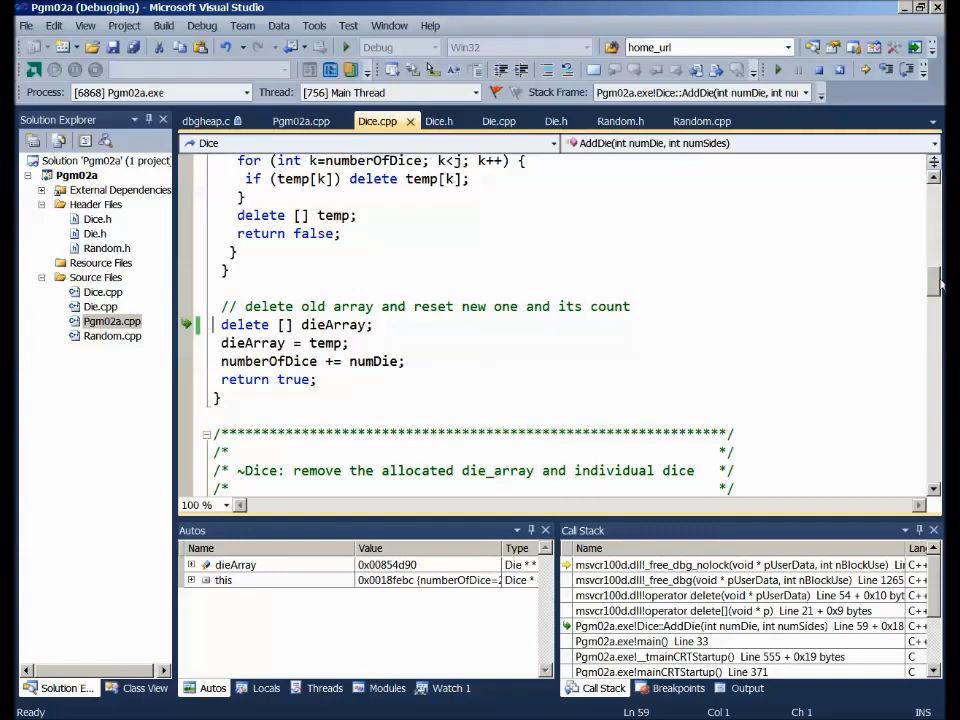 Pgm02a (Debugging) - Microsoft Visual Studio
File Edit View Project Build Debug Team Data Tools Test Window Help
Debug Win32 home_url
Process: [6868] Pgm02a.exe Thread: [756] Main Thread Stack Frame: Pgm02a.exe!Dice::AddDie(int numDie, int nur
Solution Explorer
dbgheap.c Pgm02a.cpp Dice.cpp Dice.h Die.cpp Die.h Random.h Random.cpp
Dice AddDie(int numDie, int numSides)
Solution 'Pgm02a' (1 project)
Pgm02a
External Dependencies
Header Files
Dice.h
Die.h
Random.h
Resource Files
Source Files
Dice.cpp
Die.cpp
Pgm02a.cpp
Random.cpp
for (int k=numberOfDice; k<j; k++) {
if (temp[k]) delete temp[k];
}
delete [] temp;
return false;
}
}
// delete old array and reset new one and its count
delete [] dieArray;
dieArray = temp;
numberOfDice += numDie;
return true;
}
/***************************************************************/
/* */
/* ~Dice: remove the allocated die_array and individual dice */
/* */
100 %
Autos
Name Value Type
dieArray 0x00854d90 Die * *
this 0x0018febc {numberOfDice=2 Dice *
Call Stack
Name Lang
msvcr100d.dll!_free_dbg_nolock(void * pUserData, int nBlockUse) Lin C++
msvcr100d.dll!_free_dbg(void * pUserData, int nBlockUse) Line 1265 C++
msvcr100d.dll!operator delete(void * pUserData) Line 54 + 0x10 byt C++
msvcr100d.dll!operator delete[](void * p) Line 21 + 0x9 bytes C++
Pgm02a.exe!Dice::AddDie(int numDie, int numSides) Line 59 + 0x18 C++
Pgm02a.exe!main() Line 33 C++
Pgm02a.exe!__tmainCRTStartup() Line 555 + 0x19 bytes C
Pgm02a.exe!mainCRTStartup() Line 371 C
Solution E... Class View Autos Locals Threads Modules Watch 1 Call Stack Breakpoints Output
Ready Ln 59 Col 1 Ch 1 INS